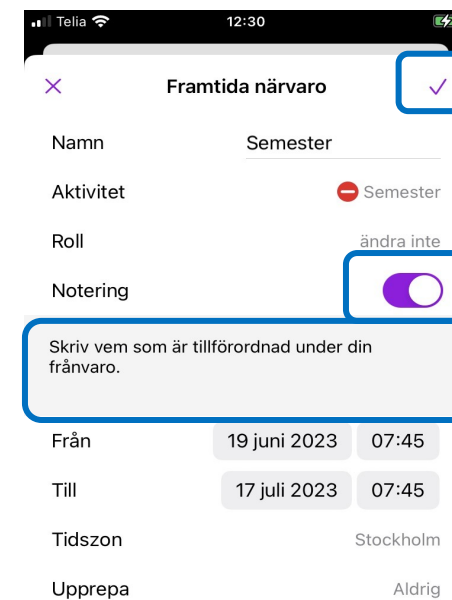 Telia 12:30
Framtida närvaro
Namn Semester
Aktivitet Semester
Roll ändra inte
Notering
Skriv vem som är tillförordnad under din
frånvaro.
Från 19 juni 2023 07:45
Till 17 juli 2023 07:45
Tidszon Stockholm
Upprepa Aldrig